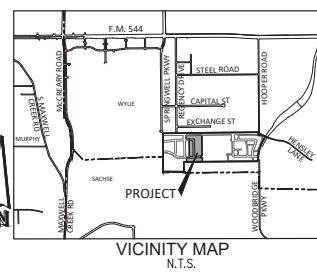 F.M. 544
McCREARY ROAD
SPRINGWELL PKWY
REGENCY DRIVE
STEEL ROAD
HOOPER ROAD
S MAXWELL
CREEK RD
WYLIE
CAPITAL ST
EXCHANGE ST
MURPHY
HENSLEY
LANE
SACHSE
PROJECT
MAXWELL
CREEK RD
WOODBRIDGE
PKWY
N
VICINITY MAP
N.T.S.